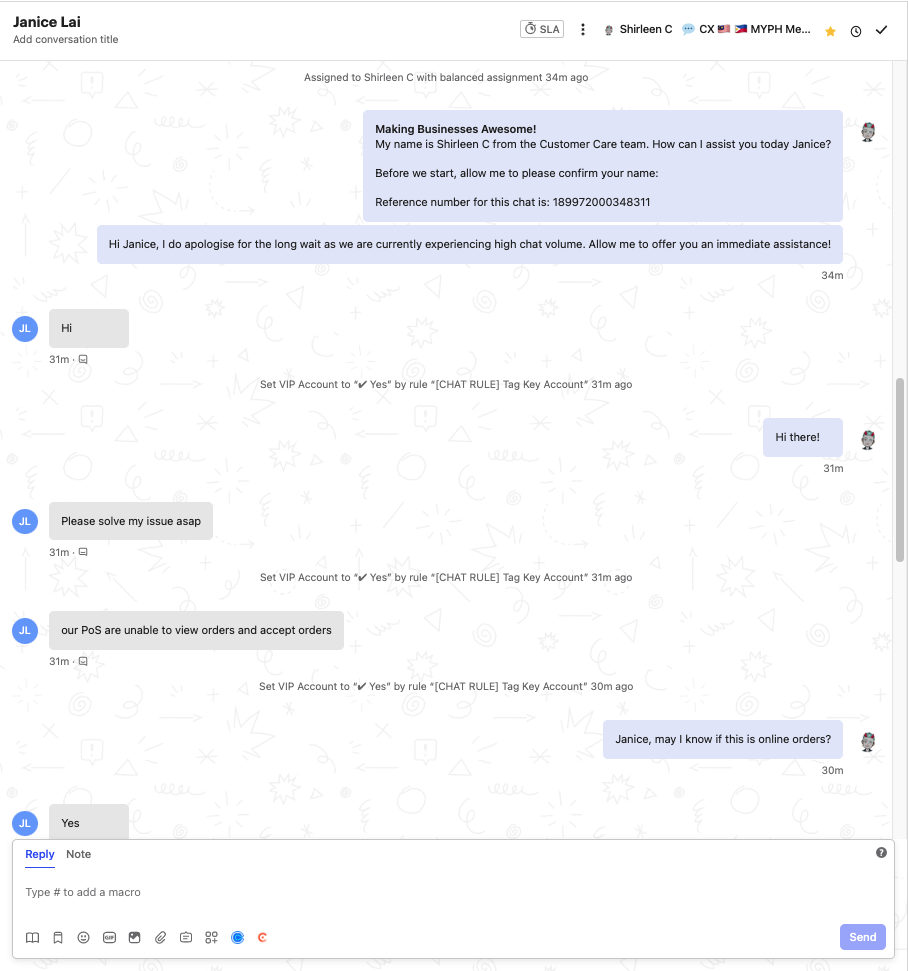 Janice Lai
Add conversation title
SLA
Shirleen C
CX MYPH Me...
Assigned to Shirleen C with balanced assignment 34m ago
Making Businesses Awesome!
My name is Shirleen C from the Customer Care team. How can I assist you today Janice?
Before we start, allow me to please confirm your name:
Reference number for this chat is: 189972000348311
Hi Janice, I do apologise for the long wait as we are currently experiencing high chat volume. Allow me to offer you an immediate assistance!
34m
JL
Hi
31m ·
Set VIP Account to “✔ Yes” by rule “[CHAT RULE] Tag Key Account” 31m ago
Hi there!
31m
JL
Please solve my issue asap
31m ·
Set VIP Account to “✔ Yes” by rule “[CHAT RULE] Tag Key Account” 31m ago
JL
our PoS are unable to view orders and accept orders
31m ·
Set VIP Account to “✔ Yes” by rule “[CHAT RULE] Tag Key Account” 30m ago
Janice, may I know if this is online orders?
30m
JL
Yes
Reply Note
?
Type # to add a macro
GIF
Send